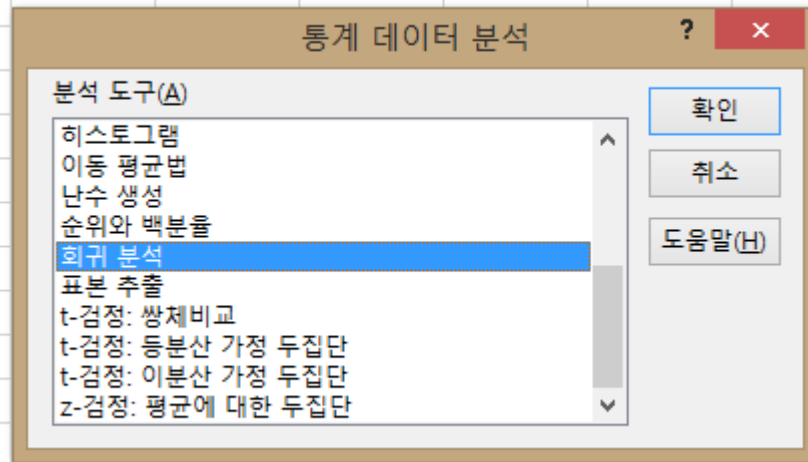 통계 데이터 분석
?
×
분석 도구(A)
히스토그램
이동 평균법
난수 생성
순위와 백분율
회귀 분석
표본 추출
t-검정: 쌍체비교
t-검정: 등분산 가정 두집단
t-검정: 이분산 가정 두집단
z-검정: 평균에 대한 두집단
확인
취소
도움말(H)